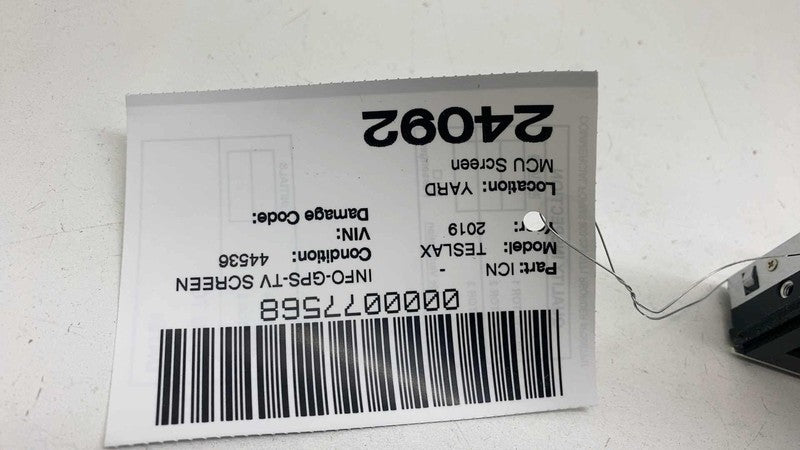 0000077568
Part: ICN - INFO-GPS-TV SCREEN
Model: TESLAX Condition: 44536
Year: 2019 VIN:
Damage Code:
Location: YARD
MCU Screen
24092